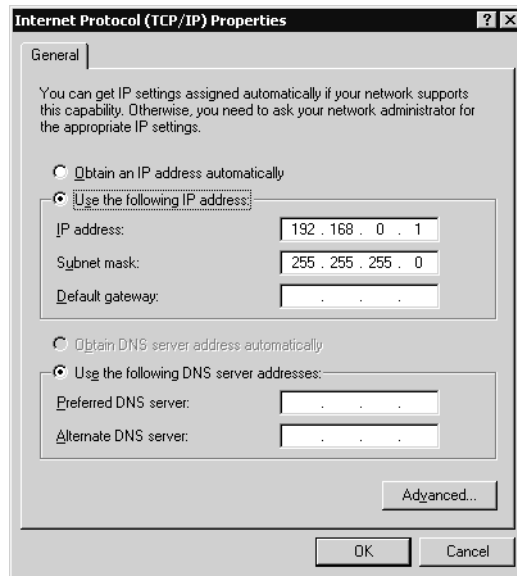 Internet Protocol (TCP/IP) Properties
General
You can get IP settings assigned automatically if your network supports
this capability. Otherwise, you need to ask your network administrator for
the appropriate IP settings.
Obtain an IP address automatically
Use the following IP address:
IP address: 192 . 168 . 0 . 1
Subnet mask: 255 . 255 . 255 . 0
Default gateway: . . .
Obtain DNS server address automatically
Use the following DNS server addresses:
Preferred DNS server: . . .
Alternate DNS server: . . .
Advanced...
OK Cancel